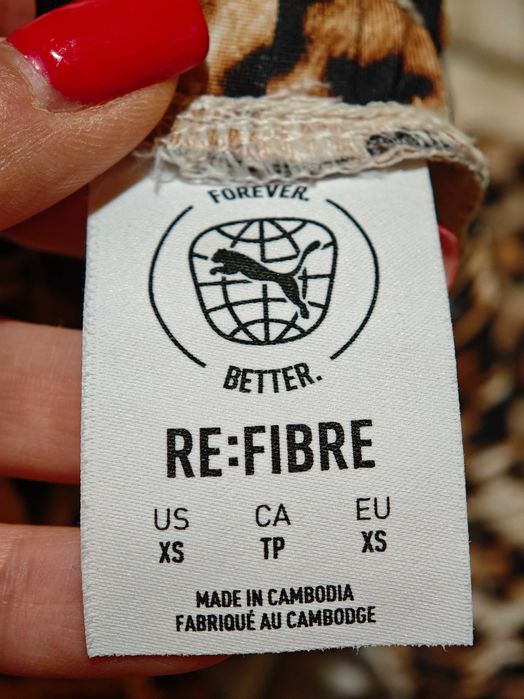 FOREVER.
BETTER.
RE:FIBRE
US CA EU
XS TP XS
MADE IN CAMBODIA
FABRIQUÉ AU CAMBODGE